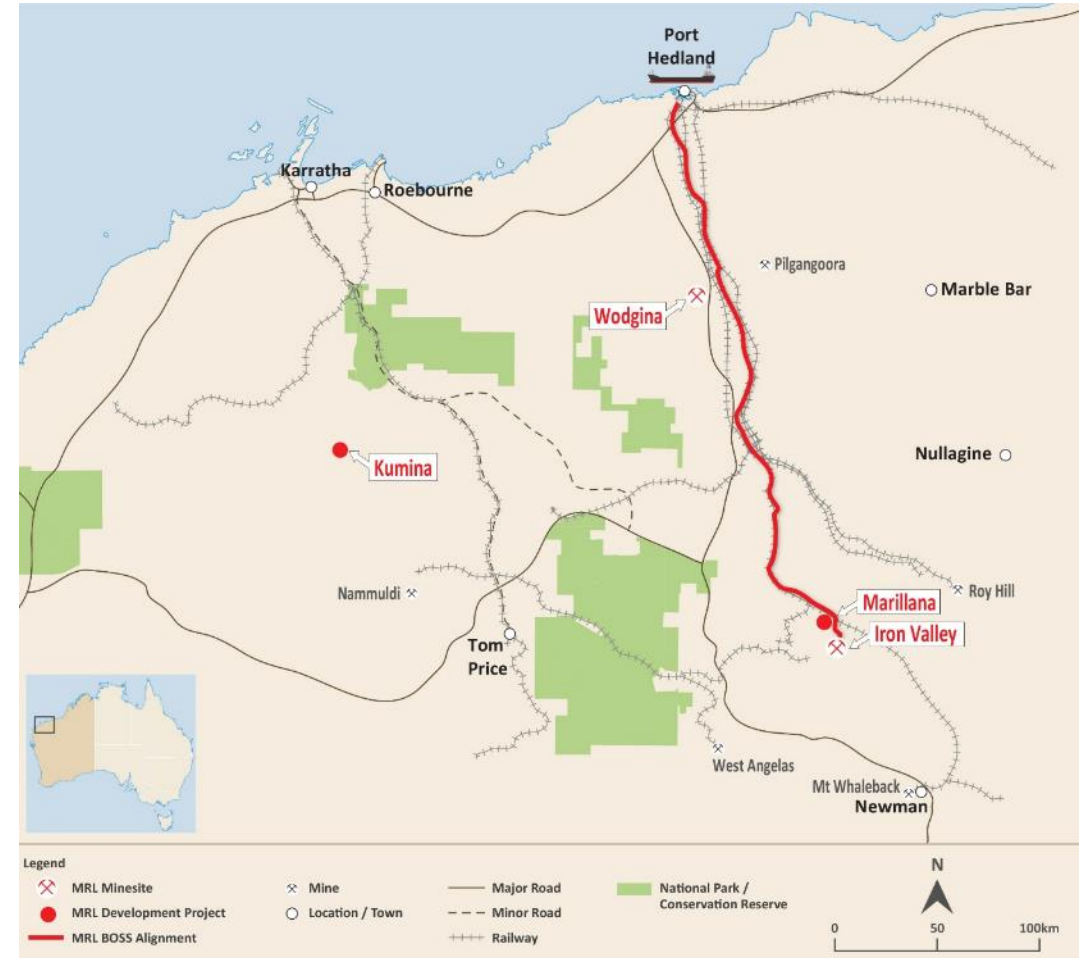 Port
Hedland
Karratha
Roebourne
Pilgangoora
Marble Bar
Wodgina
Nullagine
Kumina
Nammuldi
Roy Hill
Marillana
Iron Valley
Tom
Price
West Angelas
Mt Whaleback
Newman
Legend
MRL Minesite
MRL Development Project
MRL BOSS Alignment
Mine
Location / Town
Major Road
Minor Road
Railway
National Park /
Conservation Reserve
N
0 50 100km